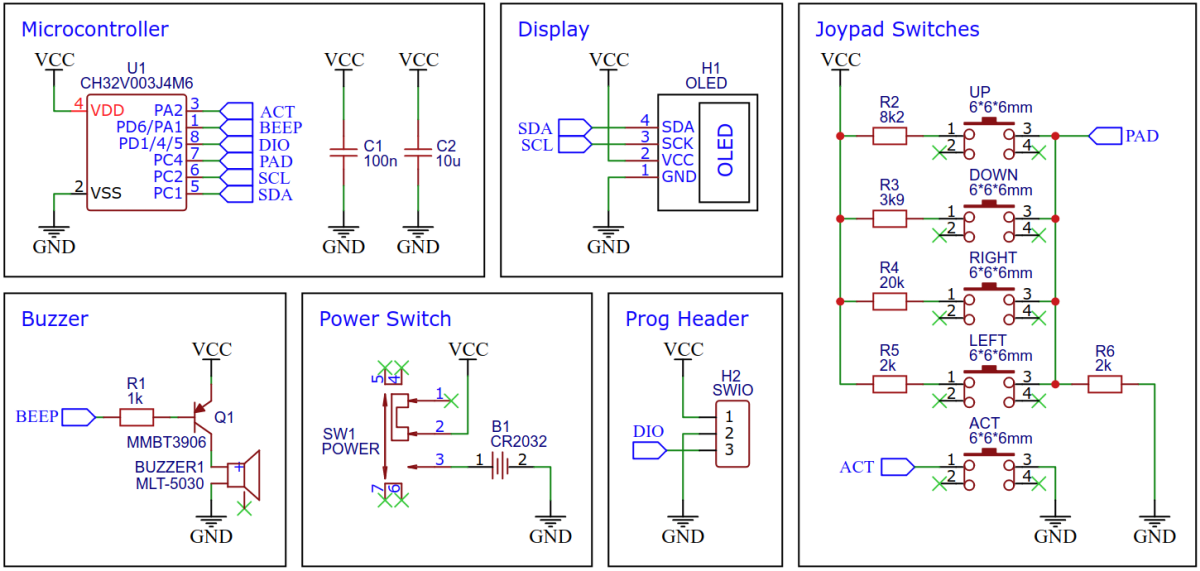 Microcontroller
VCC
U1
CH32V003J4M6
4 VDD
PA2 3 ACT
PD6/PA1 1 BEEP
PD1/4/5 8 DIO
PC4 7 PAD
PC2 6 SCL
2 VSS
PC1 5 SDA
GND
VCC
C1
100n
GND
VCC
C2
10u
GND
Display
VCC
H1
OLED
SDA 4 SDA
SCL 3 SCK
2 VCC
1 GND
OLED
GND
Joypad Switches
VCC
UP
6*6*6mm
R2
8k2
1 3 PAD
2 4
DOWN
6*6*6mm
R3
3k9
1 3
2 4
RIGHT
6*6*6mm
R4
20k
1 3
2 4
LEFT
6*6*6mm
R5
2k
1 3
2 4
R6
2k
ACT
6*6*6mm
ACT 1 3
2 4
GND
GND
Buzzer
VCC
R1
1k
BEEP
Q1
MMBT3906
BUZZER1
MLT-5030
+
GND
Power Switch
VCC
5 4
1
2
SW1
POWER
3
7 6
B1
CR2032
1 2
GND
Prog Header
VCC
H2
SWIO
1
2
DIO
3
GND